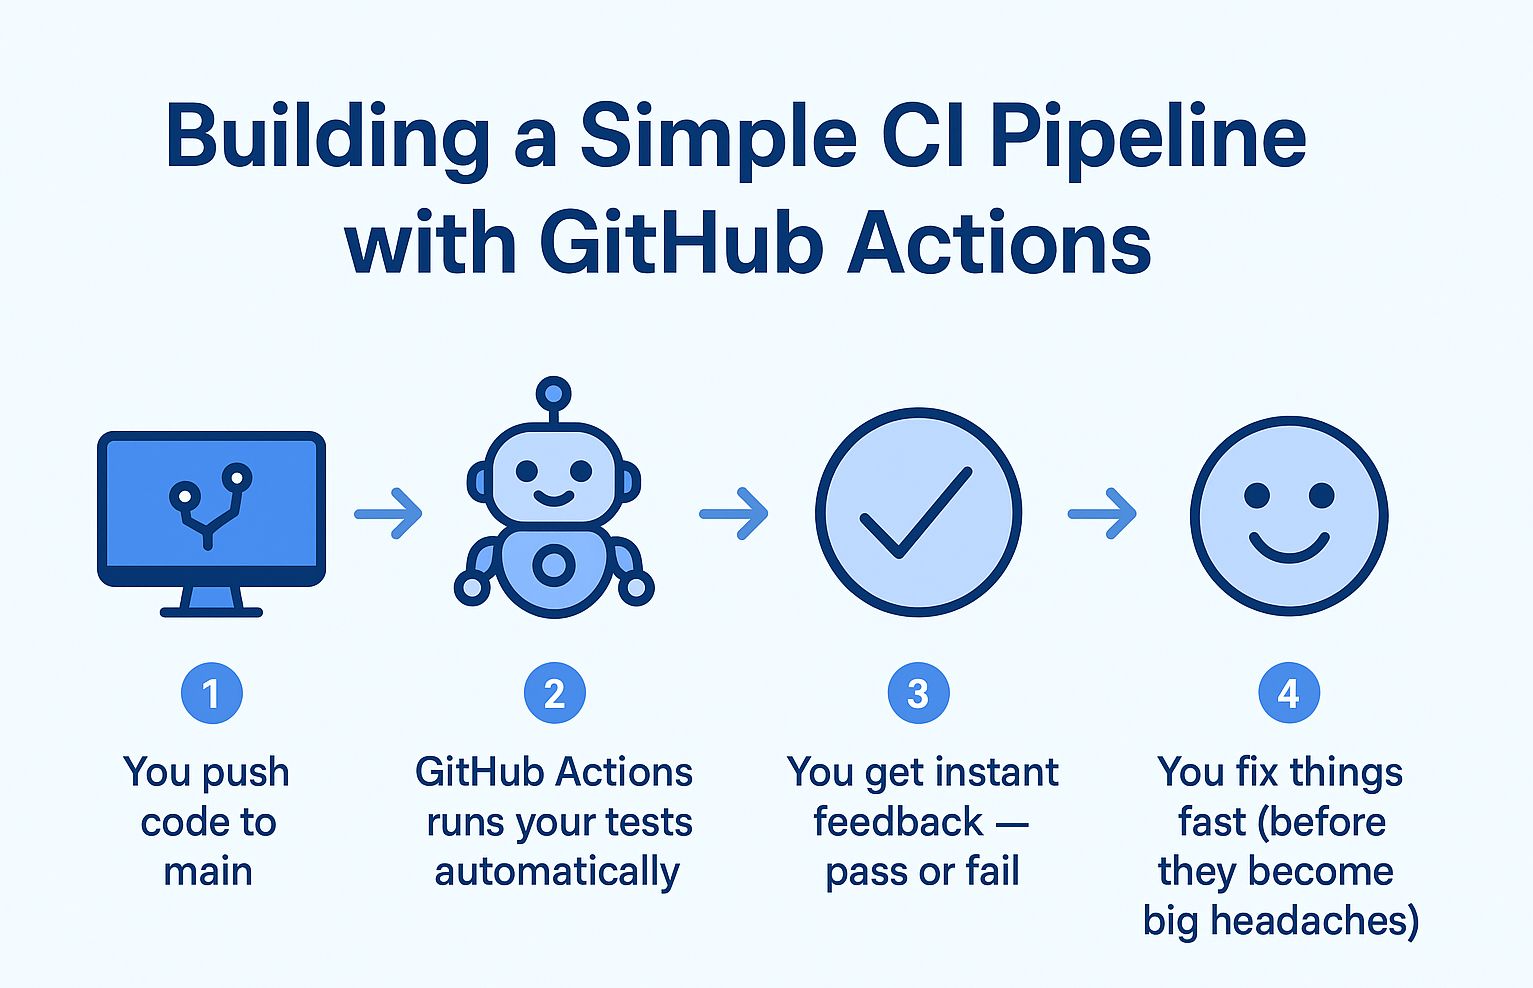 Building a Simple CI Pipeline
with GitHub Actions
1
You push
code to
main
2
GitHub Actions
runs your tests
automatically
3
You get instant
feedback —
pass or fail
4
You fix things
fast (before
they become
big headaches)